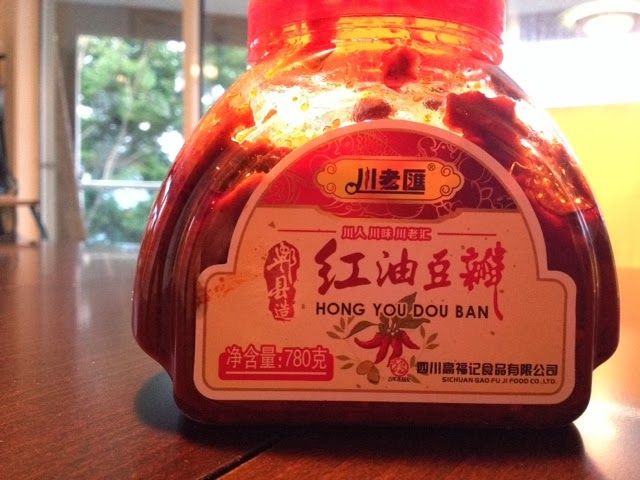 川老匯®
川人川味川老汇
郫县造
红油豆瓣
HONG YOU DOU BAN
净含量:780克
四川高福记食品有限公司
SICHUAN GAO FU JI FOOD CO.,LTD.